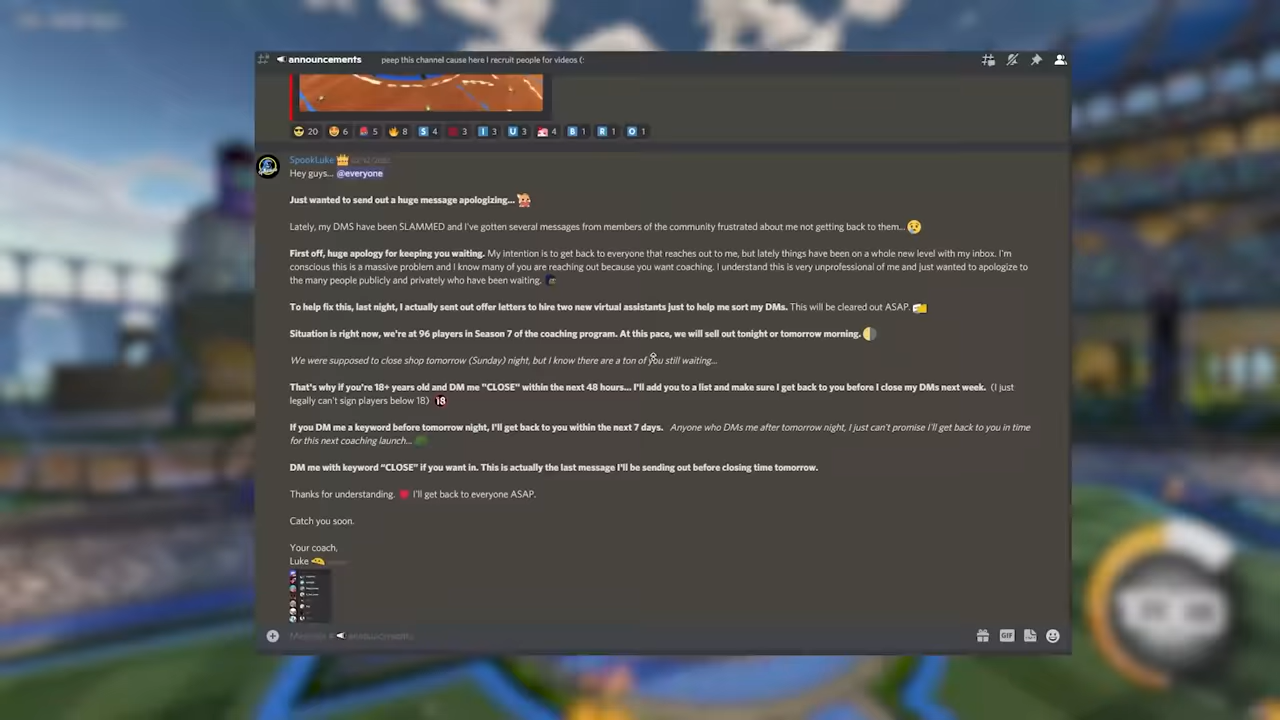 announcements peep this channel cause here I recruit people for videos (:
20 6 5 8 S 4 3 I 3 U 3 4 B 1 R 1 O 1
SpookLuke
Hey guys... @everyone
Just wanted to send out a huge message apologizing...
Lately, my DMS have been SLAMMED and I've gotten several messages from members of the community frustrated about me not getting back to them...
First off, huge apology for keeping you waiting. My intention is to get back to everyone that reaches out to me, but lately things have been on a whole new level with my inbox. I'm
conscious this is a massive problem and I know many of you are reaching out because you want coaching. I understand this is very unprofessional of me and just wanted to apologize to
the many people publicly and privately who have been waiting.
To help fix this, last night, I actually sent out offer letters to hire two new virtual assistants just to help me sort my DMs. This will be cleared out ASAP.
Situation is right now, we're at 96 players in Season 7 of the coaching program. At this pace, we will sell out tonight or tomorrow morning.
We were supposed to close shop tomorrow (Sunday) night, but I know there are a ton of you still waiting...
That's why if you're 18+ years old and DM me "CLOSE" within the next 48 hours... I'll add you to a list and make sure I get back to you before I close my DMs next week. (I just
legally can't sign players below 18)
If you DM me a keyword before tomorrow night, I'll get back to you within the next 7 days. Anyone who DMs me after tomorrow night, I just can't promise I'll get back to you in time
for this next coaching launch...
DM me with keyword “CLOSE” if you want in. This is actually the last message I'll be sending out before closing time tomorrow.
Thanks for understanding. I'll get back to everyone ASAP.
Catch you soon.
Your coach,
Luke
Message # announcements
GIF